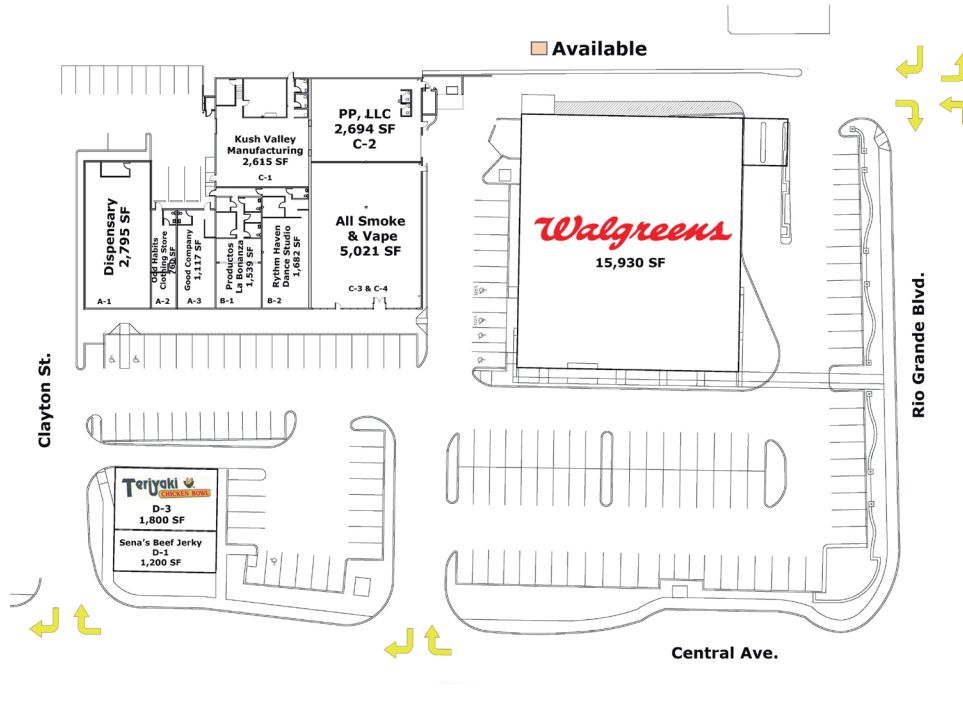 Available
PP, LLC
2,694 SF
C-2
Kush Valley
Manufacturing
2,615 SF
C-1
Dispensary
2,795 SF
A-1
Odd Habits
Clothing Store
760 SF
A-2
Good Company
1,117 SF
A-3
Productos
La Bonanza
1,539 SF
B-1
Rythm Haven
Dance Studio
1,682 SF
B-2
All Smoke
& Vape
5,021 SF
C-3 & C-4
Walgreens
15,930 SF
Rio Grande Blvd.
Clayton St.
Teriyaki
CHICKEN BOWL
D-3
1,800 SF
Sena's Beef Jerky
D-1
1,200 SF
Central Ave.